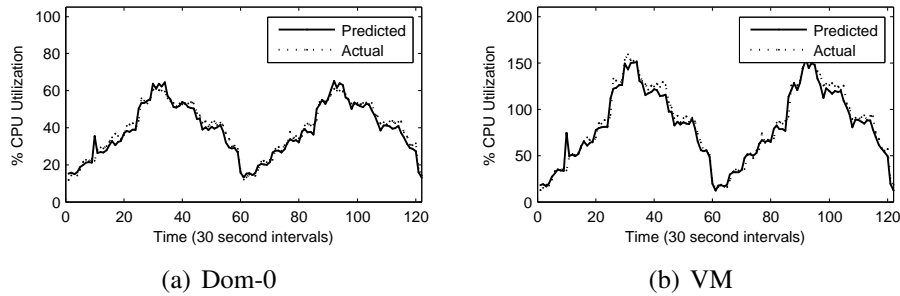 100
80
60
40
20
0
% CPU Utilization
Predicted
Actual
0 20 40 60 80 100 120
Time (30 second intervals)
(a) Dom-0
200
150
100
50
0
% CPU Utilization
Predicted
Actual
0 20 40 60 80 100 120
Time (30 second intervals)
(b) VM